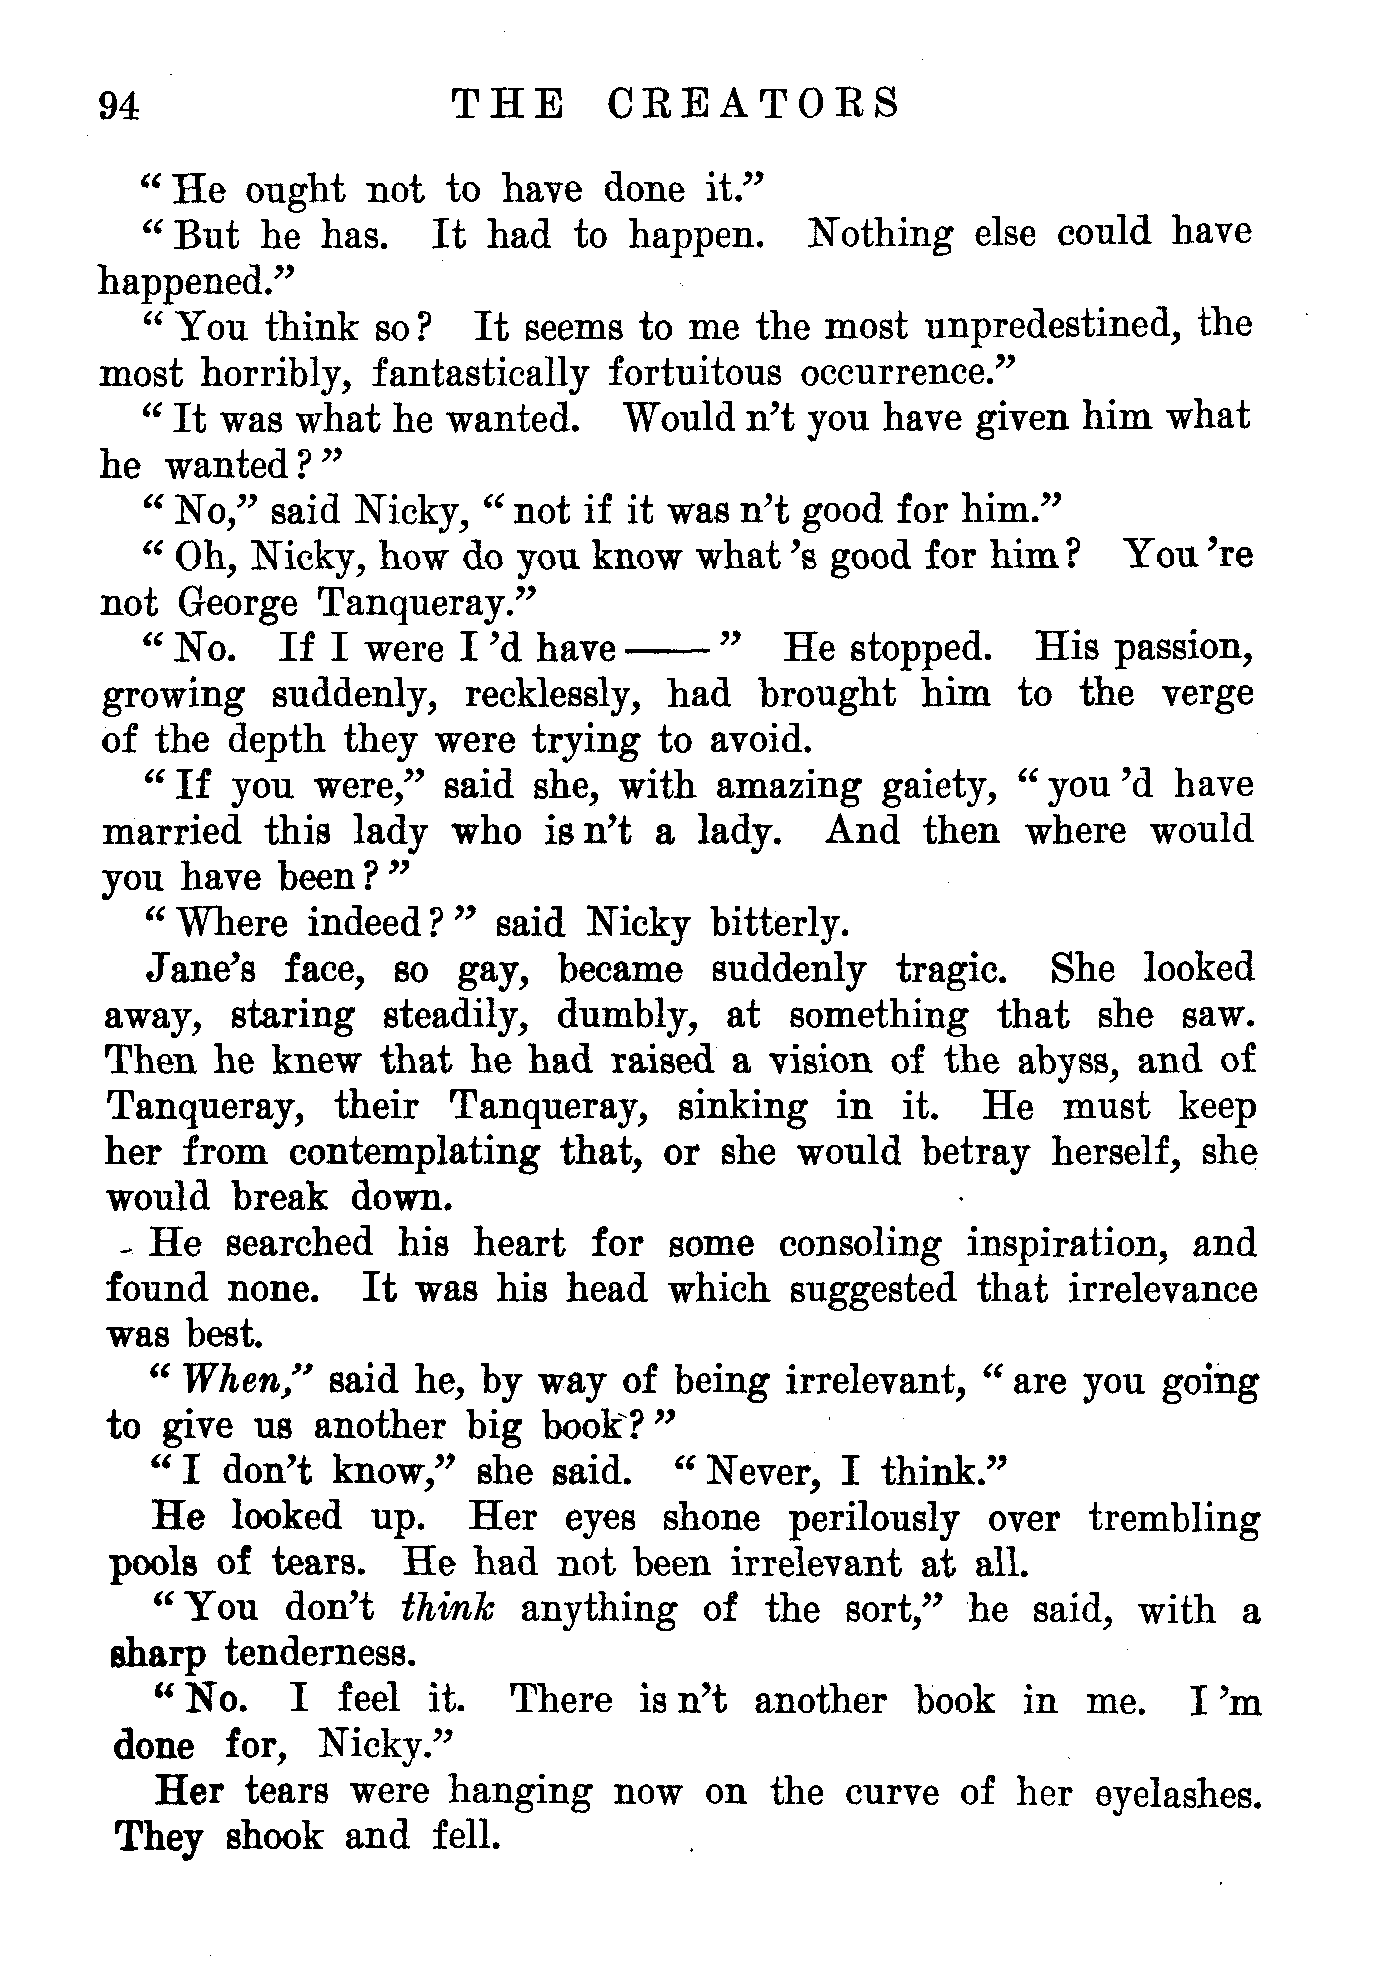 94 THE CREATORS
“He ought not to have done it.”
“But he has. It had to happen. Nothing else could have
happened.”
“You think so? It seems to me the most unpredestined, the
most horribly, fantastically fortuitous occurrence.”
“It was what he wanted. Would n’t you have given him what
he wanted?”
“No,” said Nicky, “not if it was n’t good for him.”
“Oh, Nicky, how do you know what ’s good for him? You ’re
not George Tanqueray.”
“No. If I were I ’d have——” He stopped. His passion,
growing suddenly, recklessly, had brought him to the verge
of the depth they were trying to avoid.
“If you were,” said she, with amazing gaiety, “you ’d have
married this lady who is n’t a lady. And then where would
you have been?”
“Where indeed?” said Nicky bitterly.
Jane’s face, so gay, became suddenly tragic. She looked
away, staring steadily, dumbly, at something that she saw.
Then he knew that he had raised a vision of the abyss, and of
Tanqueray, their Tanqueray, sinking in it. He must keep
her from contemplating that, or she would betray herself, she
would break down.
He searched his heart for some consoling inspiration, and
found none. It was his head which suggested that irrelevance
was best.
“When,” said he, by way of being irrelevant, “are you going
to give us another big book?”
“I don’t know,” she said. “Never, I think.”
He looked up. Her eyes shone perilously over trembling
pools of tears. He had not been irrelevant at all.
“You don’t think anything of the sort,” he said, with a
sharp tenderness.
“No. I feel it. There is n’t another book in me. I ’m
done for, Nicky.”
Her tears were hanging now on the curve of her eyelashes.
They shook and fell.